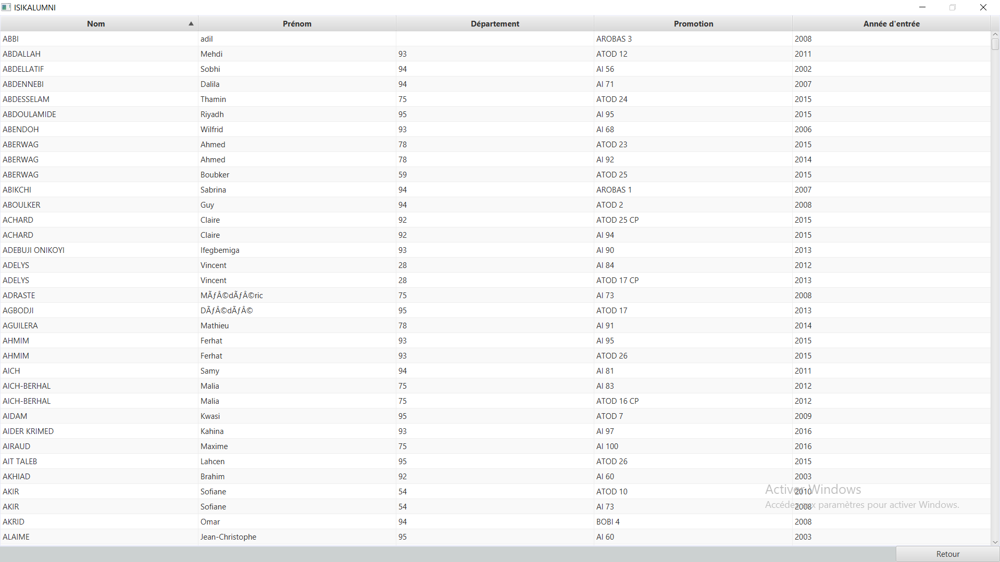 ISIKALUMNI
Nom Prénom Département Promotion Année d'entrée
ABBI adil AROBAS 3 2008
ABDALLAH Mehdi 93 ATOD 12 2011
ABDELLATIF Sobhi 94 AI 56 2002
ABDENNEBI Dalila 94 AI 71 2007
ABDESSELAM Thamin 75 ATOD 24 2015
ABDOULAMIDE Riyadh 95 AI 95 2015
ABENDOH Wilfrid 93 AI 68 2006
ABERWAG Ahmed 78 ATOD 23 2015
ABERWAG Ahmed 78 AI 92 2014
ABERWAG Boubker 59 ATOD 25 2015
ABIKCHI Sabrina 94 AROBAS 1 2007
ABOULKER Guy 94 ATOD 2 2008
ACHARD Claire 92 ATOD 25 CP 2015
ACHARD Claire 92 AI 94 2015
ADEBUJI ONIKOYI Ifegbemiga 93 AI 90 2013
ADELYS Vincent 28 AI 84 2012
ADELYS Vincent 28 ATOD 17 CP 2013
ADRASTE MÃƒÂ©dÃƒÂ©ric 75 AI 73 2008
AGBODJI DÃƒÂ©dÃƒÂ© 95 ATOD 17 2013
AGUILERA Mathieu 78 AI 91 2014
AHMIM Ferhat 93 AI 95 2015
AHMIM Ferhat 93 ATOD 26 2015
AICH Samy 94 AI 81 2011
AICH-BERHAL Malia 75 AI 83 2012
AICH-BERHAL Malia 75 ATOD 16 CP 2012
AIDAM Kwasi 95 ATOD 7 2009
AIDER KRIMED Kahina 93 AI 97 2016
AIRAUD Maxime 75 AI 100 2016
AIT TALEB Lahcen 95 ATOD 26 2015
AKHIAD Brahim 92 AI 60 2003
AKIR Sofiane 54 ATOD 10 2010
Activer Windows
AKIR Sofiane 54 AI 73 2008
Accédez aux paramètres pour activer Windows.
AKRID Omar 94 BOBI 4 2008
ALAIME Jean-Christophe 95 AI 60 2003
Retour